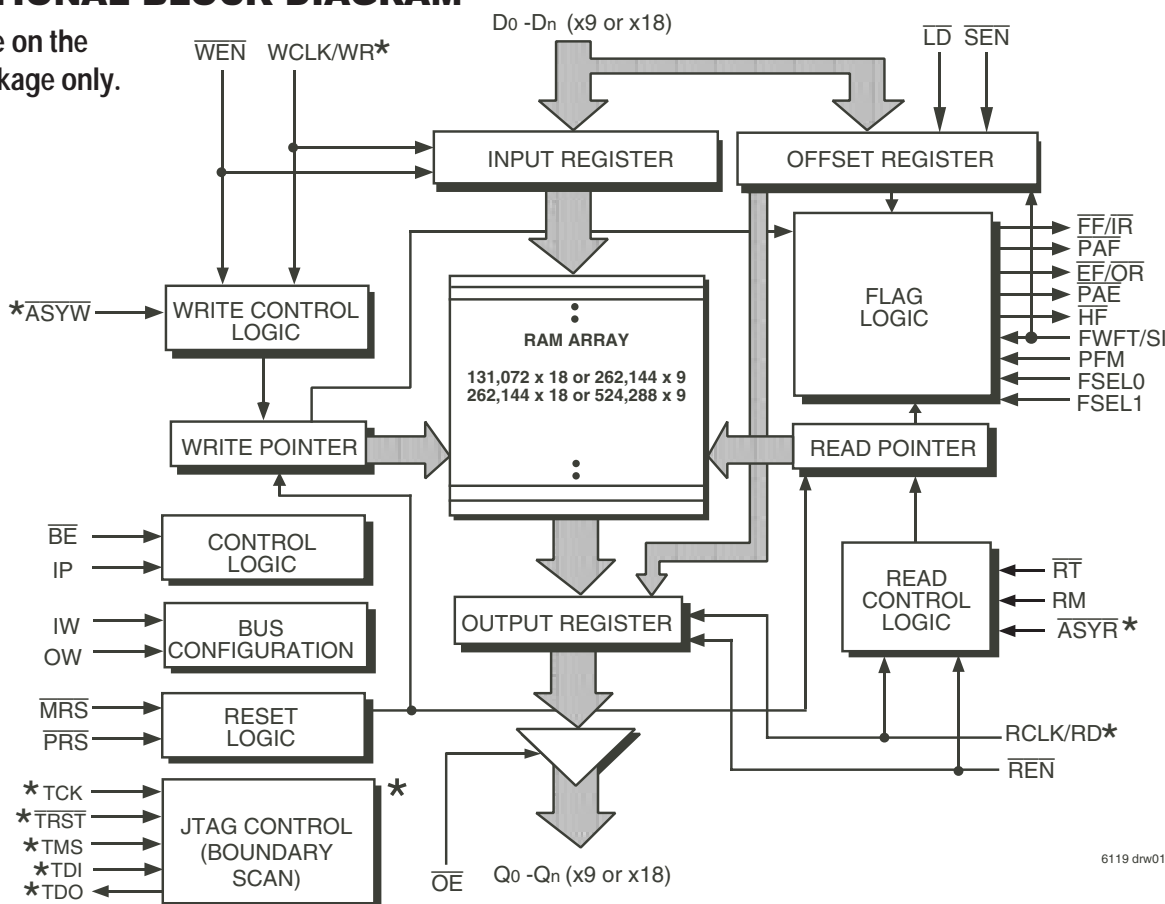 D0 -Dn (x9 or x18)
e on the
kage only.
WEN
WCLK/WR*
LD
SEN
INPUT REGISTER
OFFSET REGISTER
*ASYW
WRITE CONTROL
LOGIC
RAM ARRAY
131,072 x 18 or 262,144 x 9
262,144 x 18 or 524,288 x 9
FLAG
LOGIC
FF/IR
PAF
EF/OR
PAE
HF
FWFT/SI
PFM
FSEL0
FSEL1
WRITE POINTER
READ POINTER
BE
IP
CONTROL
LOGIC
IW
OW
BUS
CONFIGURATION
MRS
PRS
RESET
LOGIC
OUTPUT REGISTER
READ
CONTROL
LOGIC
RT
RM
ASYR*
RCLK/RD*
REN
*TCK
*TRST
*TMS
*TDI
*TDO
JTAG CONTROL
(BOUNDARY
SCAN)
*
OE
Q0 -Qn (x9 or x18)
6119 drw01